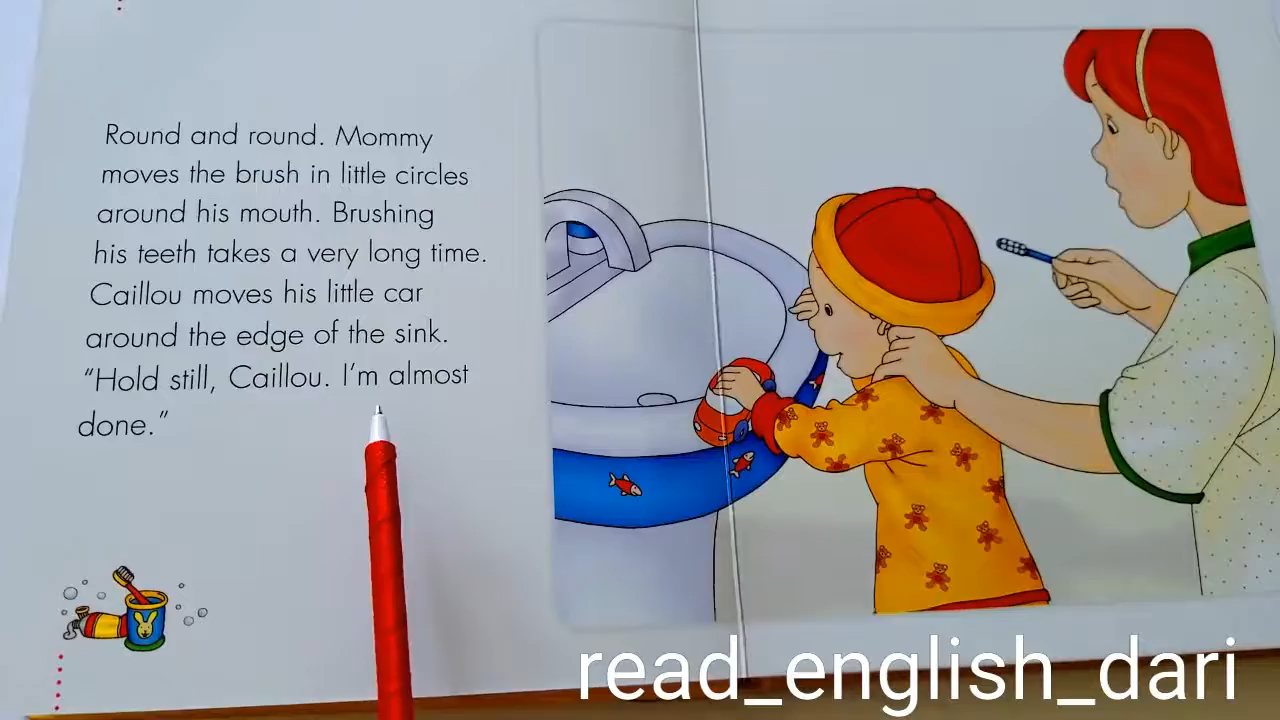 Round and round. Mommy
moves the brush in little circles
around his mouth. Brushing
his teeth takes a very long time.
Caillou moves his little car
around the edge of the sink.
“Hold still, Caillou. I’m almost
done.”
read_english_dari